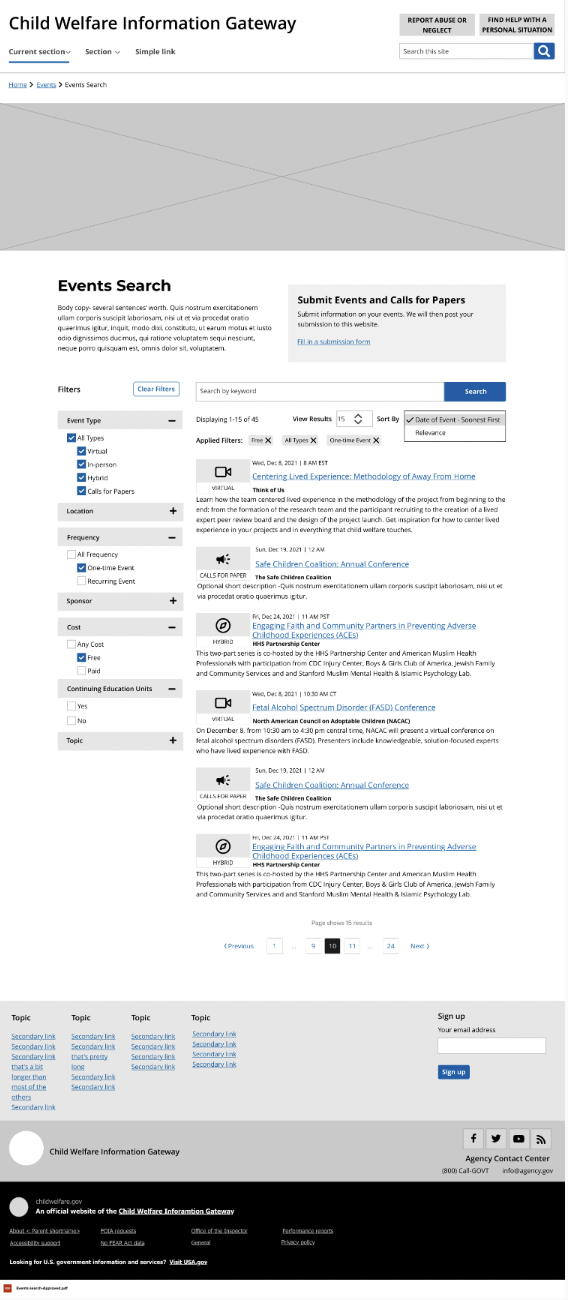 Child Welfare Information Gateway
REPORT ABUSE OR
NEGLECT
FIND HELP WITH A
PERSONAL SITUATION
Current section
Section
Simple link
Search this site
Home > Events > Events Search
Events Search
Body copy- several sentences' worth. Quis nostrum exercitationem
ullam corporis suscipit laboriosam, nisi ut et via procedat oratio
quaerimus igitur, inquit, modo dixi, constituto, ut earum motus et iusto
odio dignissimos ducimus, qui ratione voluptatem sequi nesciunt,
neque porro quisquam est, omnis dolor sit, voluptatem.
Submit Events and Calls for Papers
Submit information on your events. We will then post your
submission to this website.
Fill in a submission form
Filters
Clear Filters
Event Type
All Types
Virtual
In-person
Hybrid
Calls for Papers
Location
Frequency
All Frequency
One-time Event
Recurring Event
Sponsor
Cost
Any Cost
Free
Paid
Continuing Education Units
Yes
No
Topic
Search by keyword
Search
Displaying 1-15 of 45
View Results
15
Sort By
Date of Event - Soonest First
Relevance
Applied Filters:
Free X
All Types X
One-time Event X
Wed, Dec 8, 2021 | 8 AM EST
Centering Lived Experience: Methodology of Away From Home
VIRTUAL
Think of Us
Learn how the team centered lived experience in the methodology of the project from beginning to the
end: from the formation of the research team and the participant recruiting to the creation of a lived
expert peer review board and the design of the project launch. Get inspiration for how to center lived
experience in your projects and in everything that child welfare touches.
Sun, Dec 19, 2021 | 12 AM
Safe Children Coalition: Annual Conference
CALLS FOR PAPER
The Safe Children Coalition
Optional short description -Quis nostrum exercitationem ullam corporis suscipit laboriosam, nisi ut et
via procedat oratio quaerimus igitur.
Fri, Dec 24, 2021 | 11 AM PST
Engaging Faith and Community Partners in Preventing Adverse
Childhood Experiences (ACEs)
HYBRID
HHS Partnership Center
This two-part series is co-hosted by the HHS Partnership Center and American Muslim Health
Professionals with participation from CDC Injury Center, Boys & Girls Club of America, Jewish Family
and Community Services and and Stanford Muslim Mental Health & Islamic Psychology Lab.
Wed, Dec 8, 2021 | 10:30 AM CT
Fetal Alcohol Spectrum Disorder (FASD) Conference
VIRTUAL
North American Council on Adoptable Children (NACAC)
On December 8, from 10:30 am to 4:30 pm central time, NACAC will present a virtual conference on
fetal alcohol spectrum disorders (FASD). Presenters include knowledgeable, solution-focused experts
who have lived experience with FASD.
Sun, Dec 19, 2021 | 12 AM
Safe Children Coalition: Annual Conference
CALLS FOR PAPER
The Safe Children Coalition
Optional short description -Quis nostrum exercitationem ullam corporis suscipit laboriosam, nisi ut et
via procedat oratio quaerimus igitur.
Fri, Dec 24, 2021 | 11 AM PST
Engaging Faith and Community Partners in Preventing Adverse
Childhood Experiences (ACEs)
HYBRID
HHS Partnership Center
This two-part series is co-hosted by the HHS Partnership Center and American Muslim Health
Professionals with participation from CDC Injury Center, Boys & Girls Club of America, Jewish Family
and Community Services and and Stanford Muslim Mental Health & Islamic Psychology Lab.
Page shows 15 results
Previous 1 ... 9 10 11 ... 24 Next
Topic
Secondary link
Secondary link
Secondary link
that's a bit
longer than
most of the
others
Secondary link
Topic
Secondary link
Secondary link
that's pretty
long
Secondary link
Secondary link
Topic
Secondary link
Secondary link
Secondary link
Secondary link
Topic
Secondary link
Secondary link
Secondary link
Secondary link
Sign up
Your email address
Sign up
Child Welfare Information Gateway
Agency Contact Center
(800) Call-GOVT info@agency.gov
childwelfare.gov
An official website of the Child Welfare Inforamtion Gateway
About < Parent shortname>
FOIA requests
Office of the Inspector
Performance reports
Accessibility support
No FEAR Act data
General
Privacy policy
Looking for U.S. government information and services? Visit USA.gov
Events-search-Approved.pdf